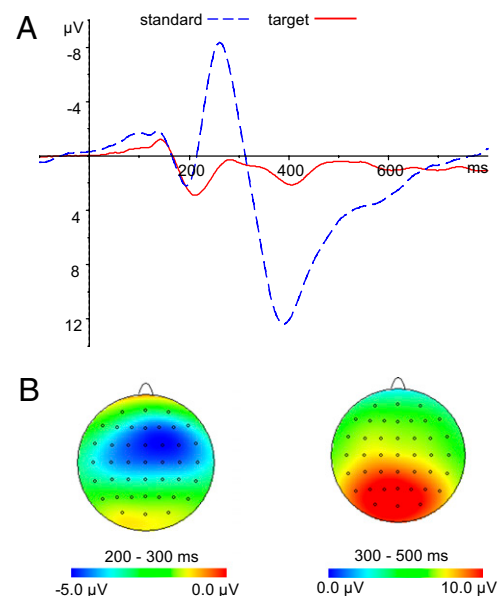 A
standard
target
μV
-8
-4
200
400
600
ms
4
8
12
B
200 - 300 ms
300 - 500 ms
-5.0 μV
0.0 μV
0.0 μV
10.0 μV